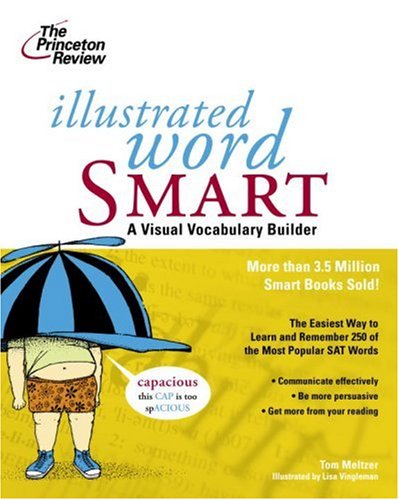 The
Princeton
Review
illustrated
word
SMART
A Visual Vocabulary Builder
More than 3.5 Million
Smart Books Sold!
The Easiest Way to
Learn and Remember 250 of
the Most Popular SAT Words
• Communicate effectively
• Be more persuasive
• Get more from your reading
capacious
this CAP is too
spACIOUS
Tom Meltzer
Illustrated by Lisa Vingleman